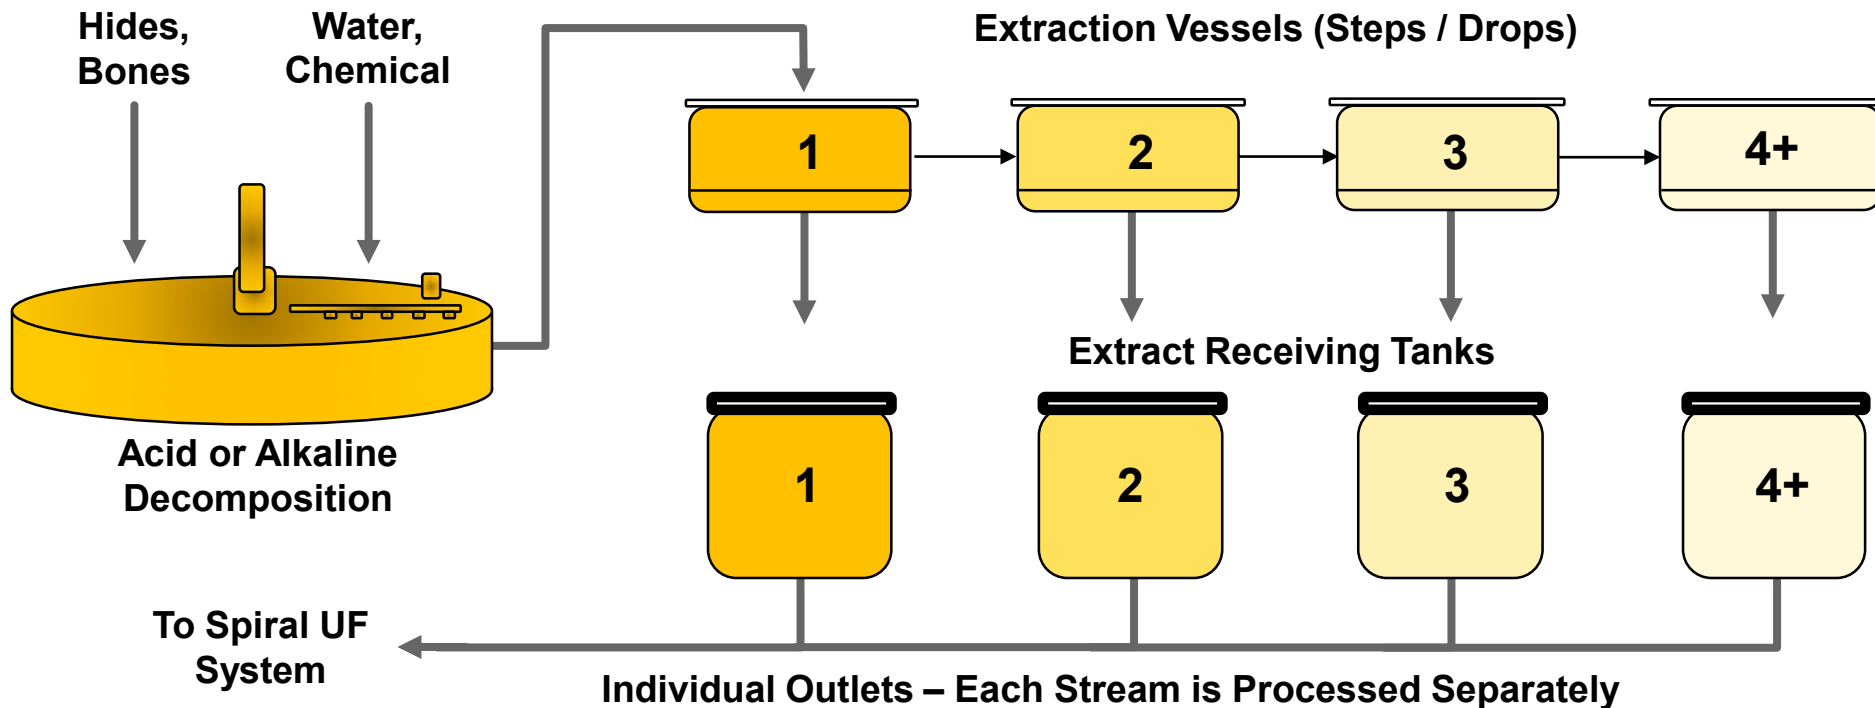 Hides,
Bones
Water,
Chemical
Extraction Vessels (Steps / Drops)
1
2
3
4+
Extract Receiving Tanks
Acid or Alkaline
Decomposition
1
2
3
4+
To Spiral UF
System
Individual Outlets – Each Stream is Processed Separately